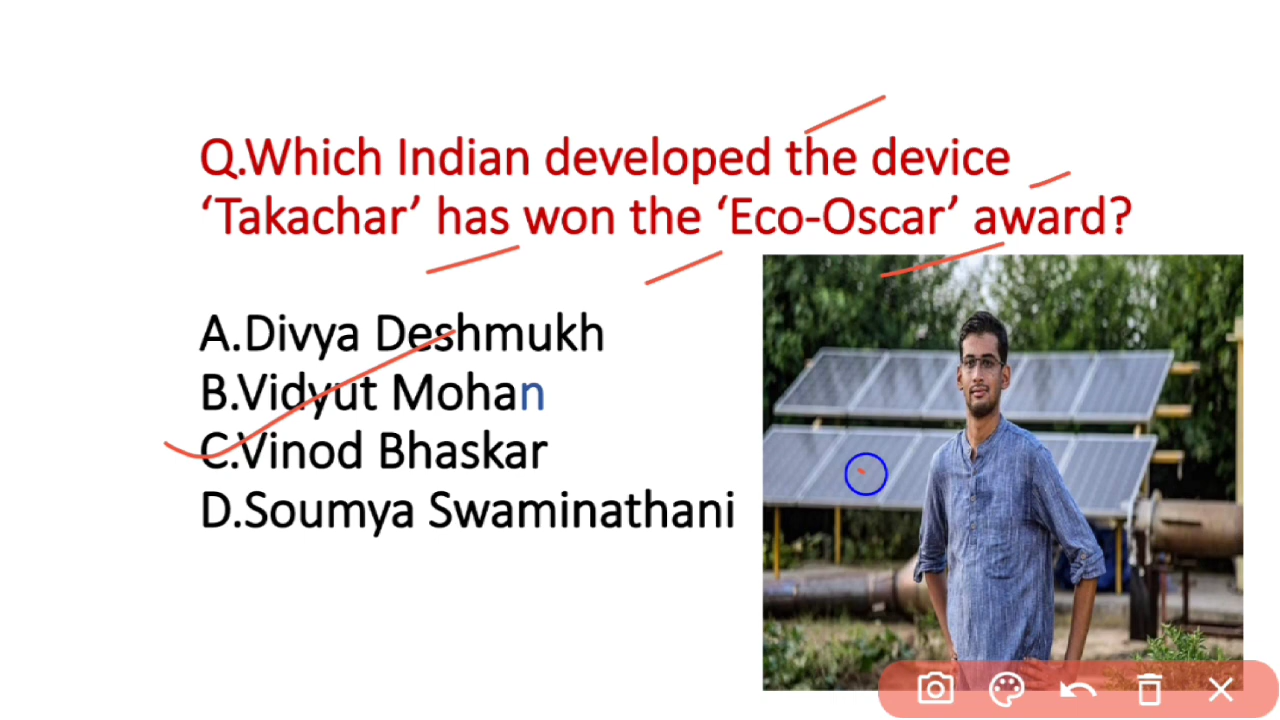 Q.Which Indian developed the device
‘Takachar’ has won the ‘Eco-Oscar’ award?
A.Divya Deshmukh
B.Vidyut Mohan
C.Vinod Bhaskar
D.Soumya Swaminathani